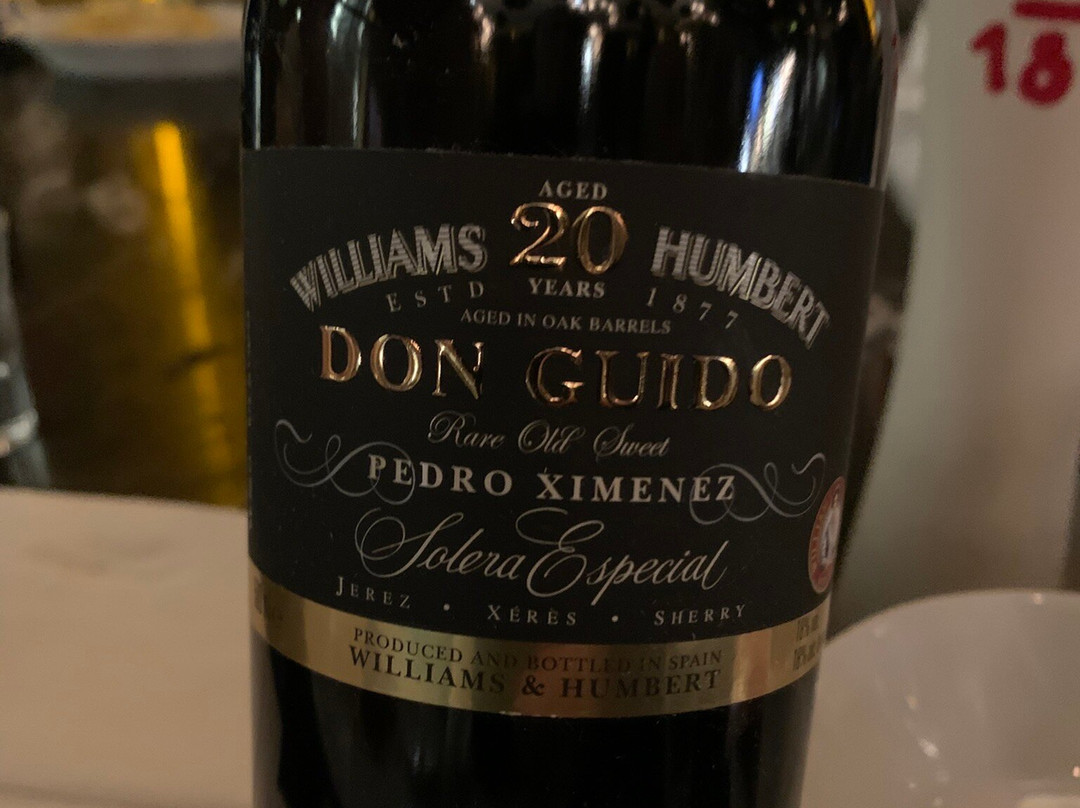 18
AGED
WILLIAMS 20 HUMBERT
ESTD YEARS 1877
AGED IN OAK BARRELS
DON GUIDO
Rare Old Sweet
PEDRO XIMENEZ
Solera Especial
JEREZ • XÉRÈS • SHERRY
PRODUCED AND BOTTLED IN SPAIN
WILLIAMS & HUMBERT